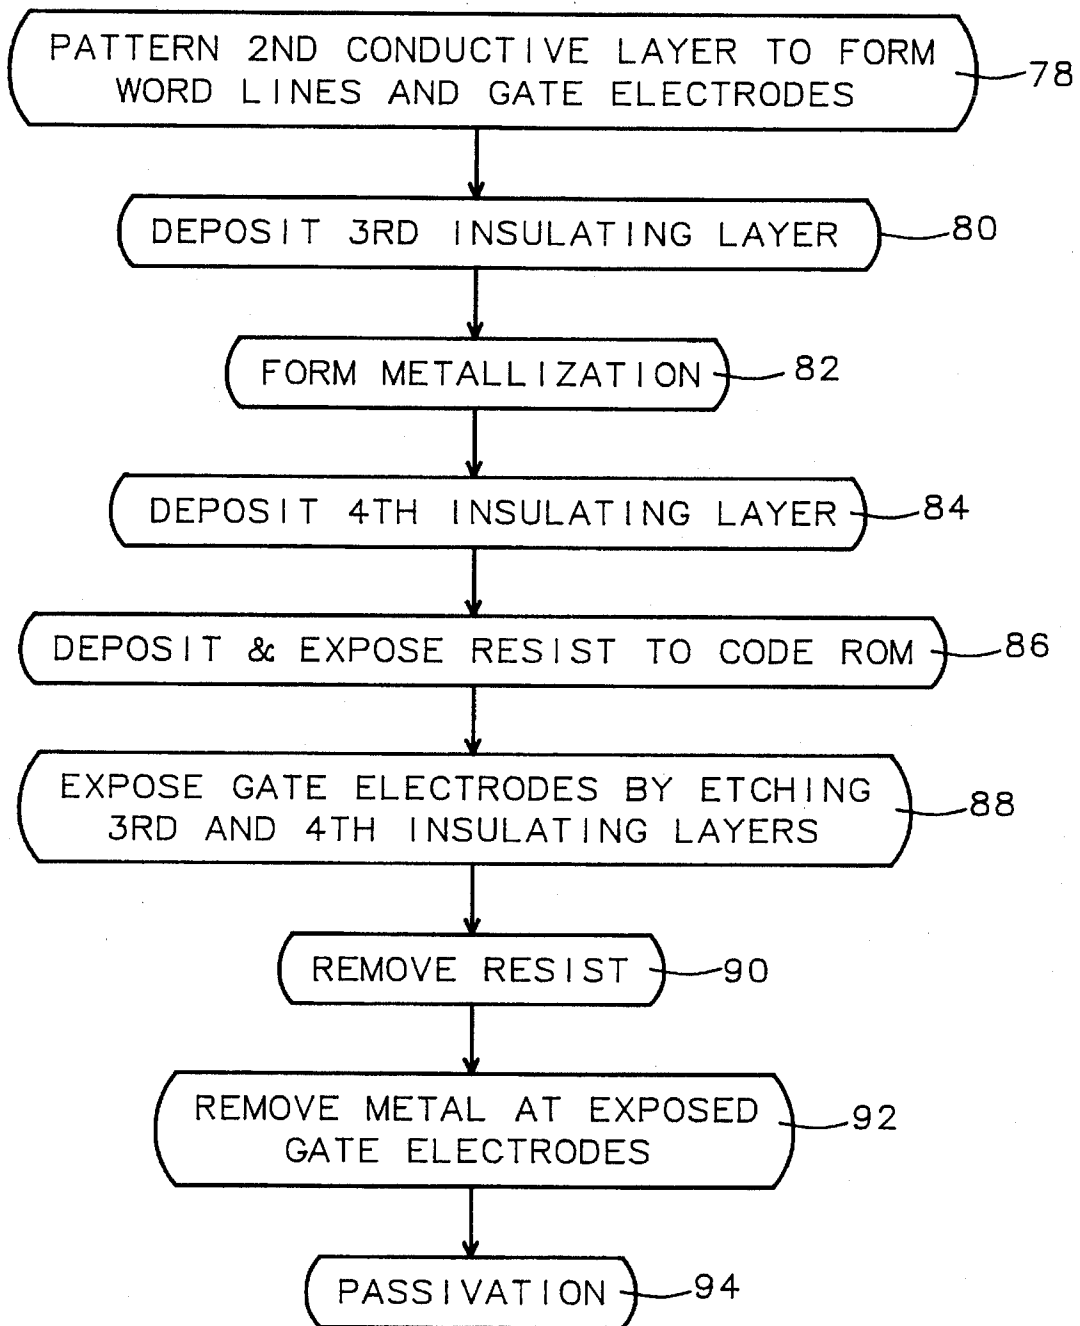 PATTERN 2ND CONDUCTIVE LAYER TO FORM
WORD LINES AND GATE ELECTRODES
78
DEPOSIT 3RD INSULATING LAYER
80
FORM METALLIZATION
82
DEPOSIT 4TH INSULATING LAYER
84
DEPOSIT & EXPOSE RESIST TO CODE ROM
86
EXPOSE GATE ELECTRODES BY ETCHING
3RD AND 4TH INSULATING LAYERS
88
REMOVE RESIST
90
REMOVE METAL AT EXPOSED
GATE ELECTRODES
92
PASSIVATION
94